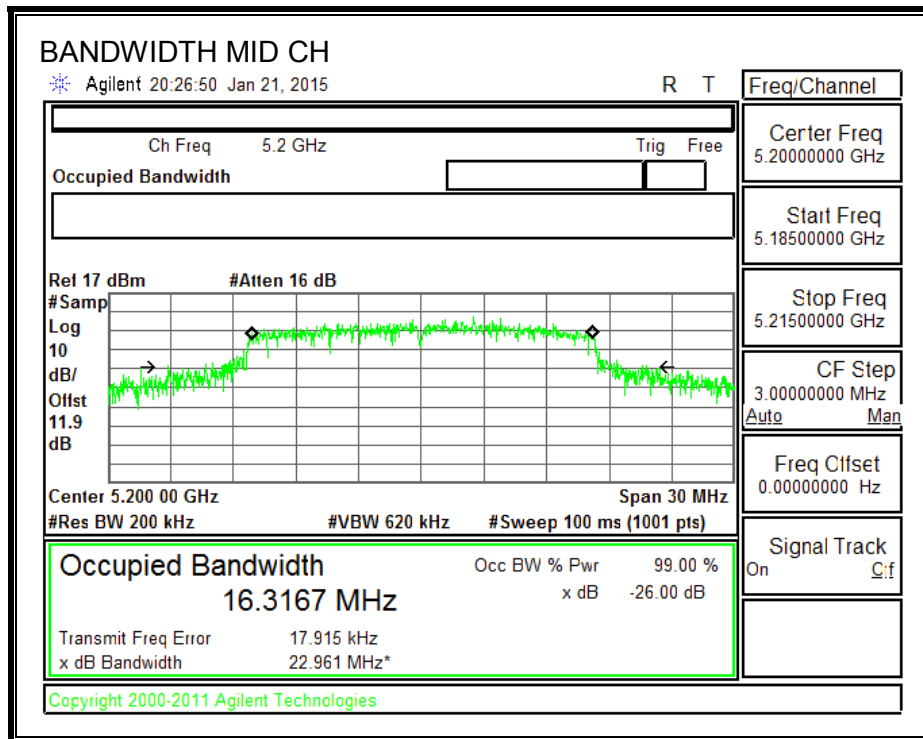 BANDWIDTH MID CH
Agilent 20:26:50 Jan 21, 2015 R T
Freq/Channel
Ch Freq 5.2 GHz Trig Free
Occupied Bandwidth
Center Freq
5.20000000 GHz
Start Freq
5.18500000 GHz
Stop Freq
5.21500000 GHz
CF Step
3.00000000 MHz
Auto Man
Freq Offset
0.00000000 Hz
Signal Track
On Off
Ref 17 dBm #Atten 16 dB
#Samp
Log
10
dB/
Offst
11.9
dB
Center 5.200 00 GHz Span 30 MHz
#Res BW 200 kHz #VBW 620 kHz #Sweep 100 ms (1001 pts)
Occupied Bandwidth
16.3167 MHz
Occ BW % Pwr 99.00 %
x dB -26.00 dB
Transmit Freq Error 17.915 kHz
x dB Bandwidth 22.961 MHz*
Copyright 2000-2011 Agilent Technologies